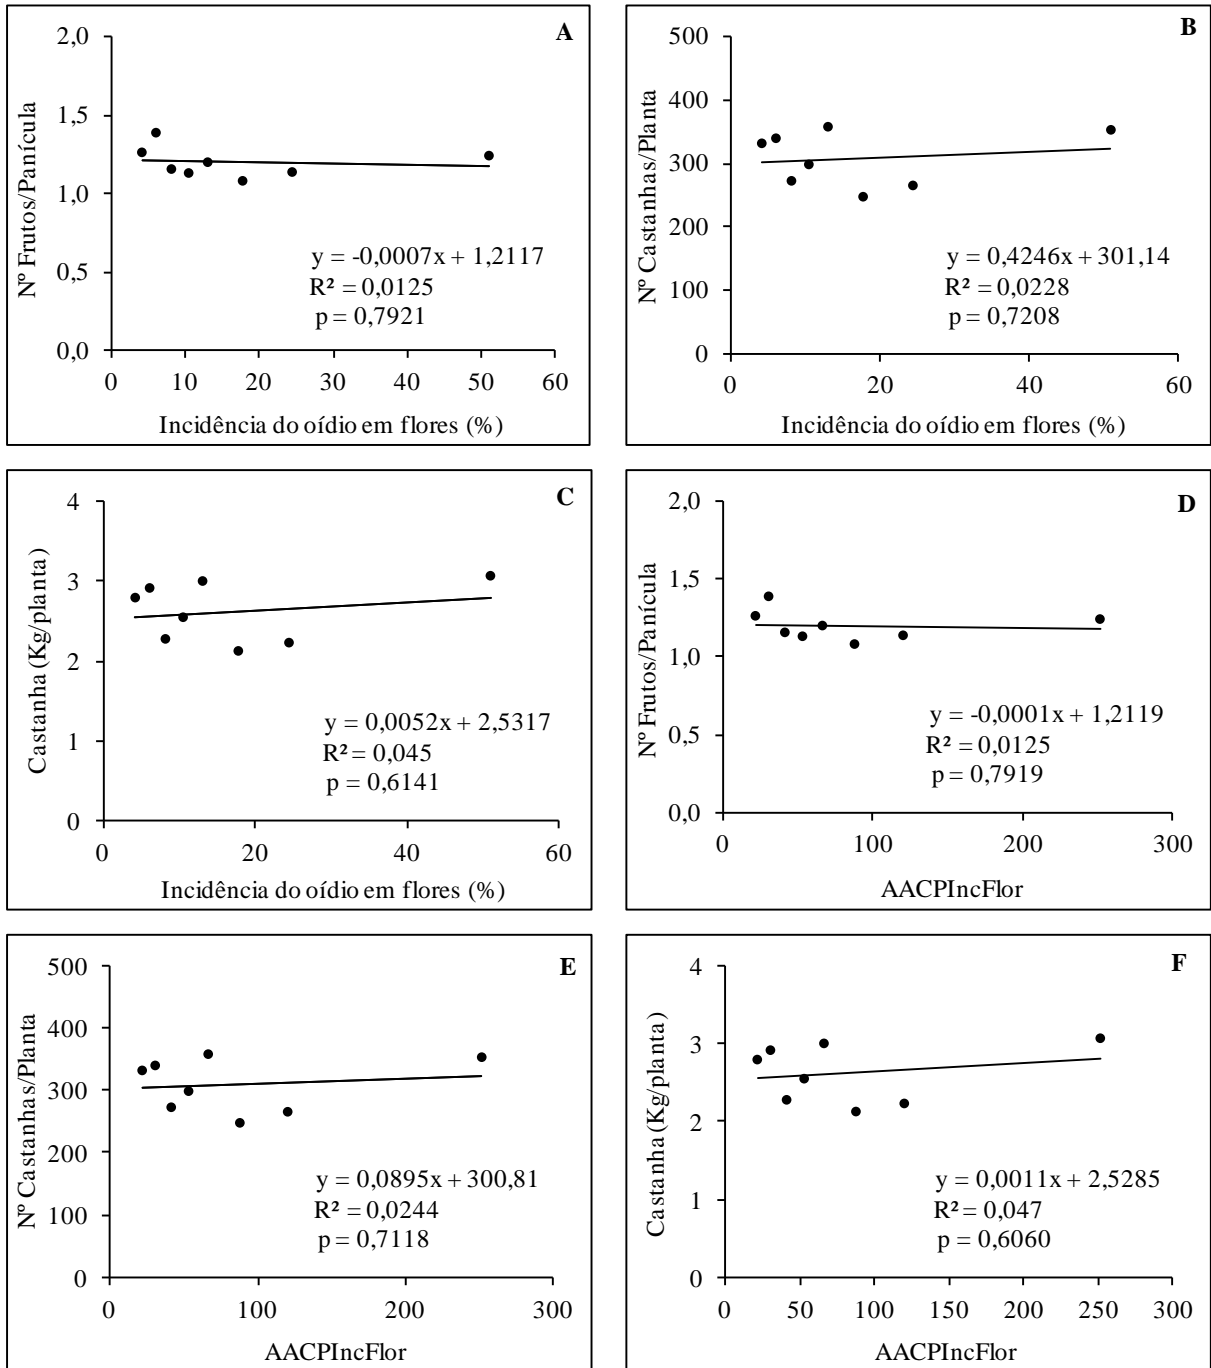 A
2,0
1,5
1,0
0,5
0,0
Nº Frutos/Panícula
y = -0,0007x + 1,2117
R² = 0,0125
p = 0,7921
0 10 20 30 40 50 60
Incidência do oídio em flores (%)
B
500
400
300
200
100
0
Nº Castanhas/Planta
y = 0,4246x + 301,14
R² = 0,0228
p = 0,7208
0 20 40 60
Incidência do oídio em flores (%)
C
4
3
2
1
0
Castanha (Kg/planta)
y = 0,0052x + 2,5317
R² = 0,045
p = 0,6141
0 20 40 60
Incidência do oídio em flores (%)
D
2,0
1,5
1,0
0,5
0,0
Nº Frutos/Panícula
y = -0,0001x + 1,2119
R² = 0,0125
p = 0,7919
0 100 200 300
AACPIncFlor
E
500
400
300
200
100
0
Nº Castanhas/Planta
y = 0,0895x + 300,81
R² = 0,0244
p = 0,7118
0 100 200 300
AACPIncFlor
F
4
3
2
1
0
Castanha (Kg/planta)
y = 0,0011x + 2,5285
R² = 0,047
p = 0,6060
0 50 100 150 200 250 300
AACPIncFlor